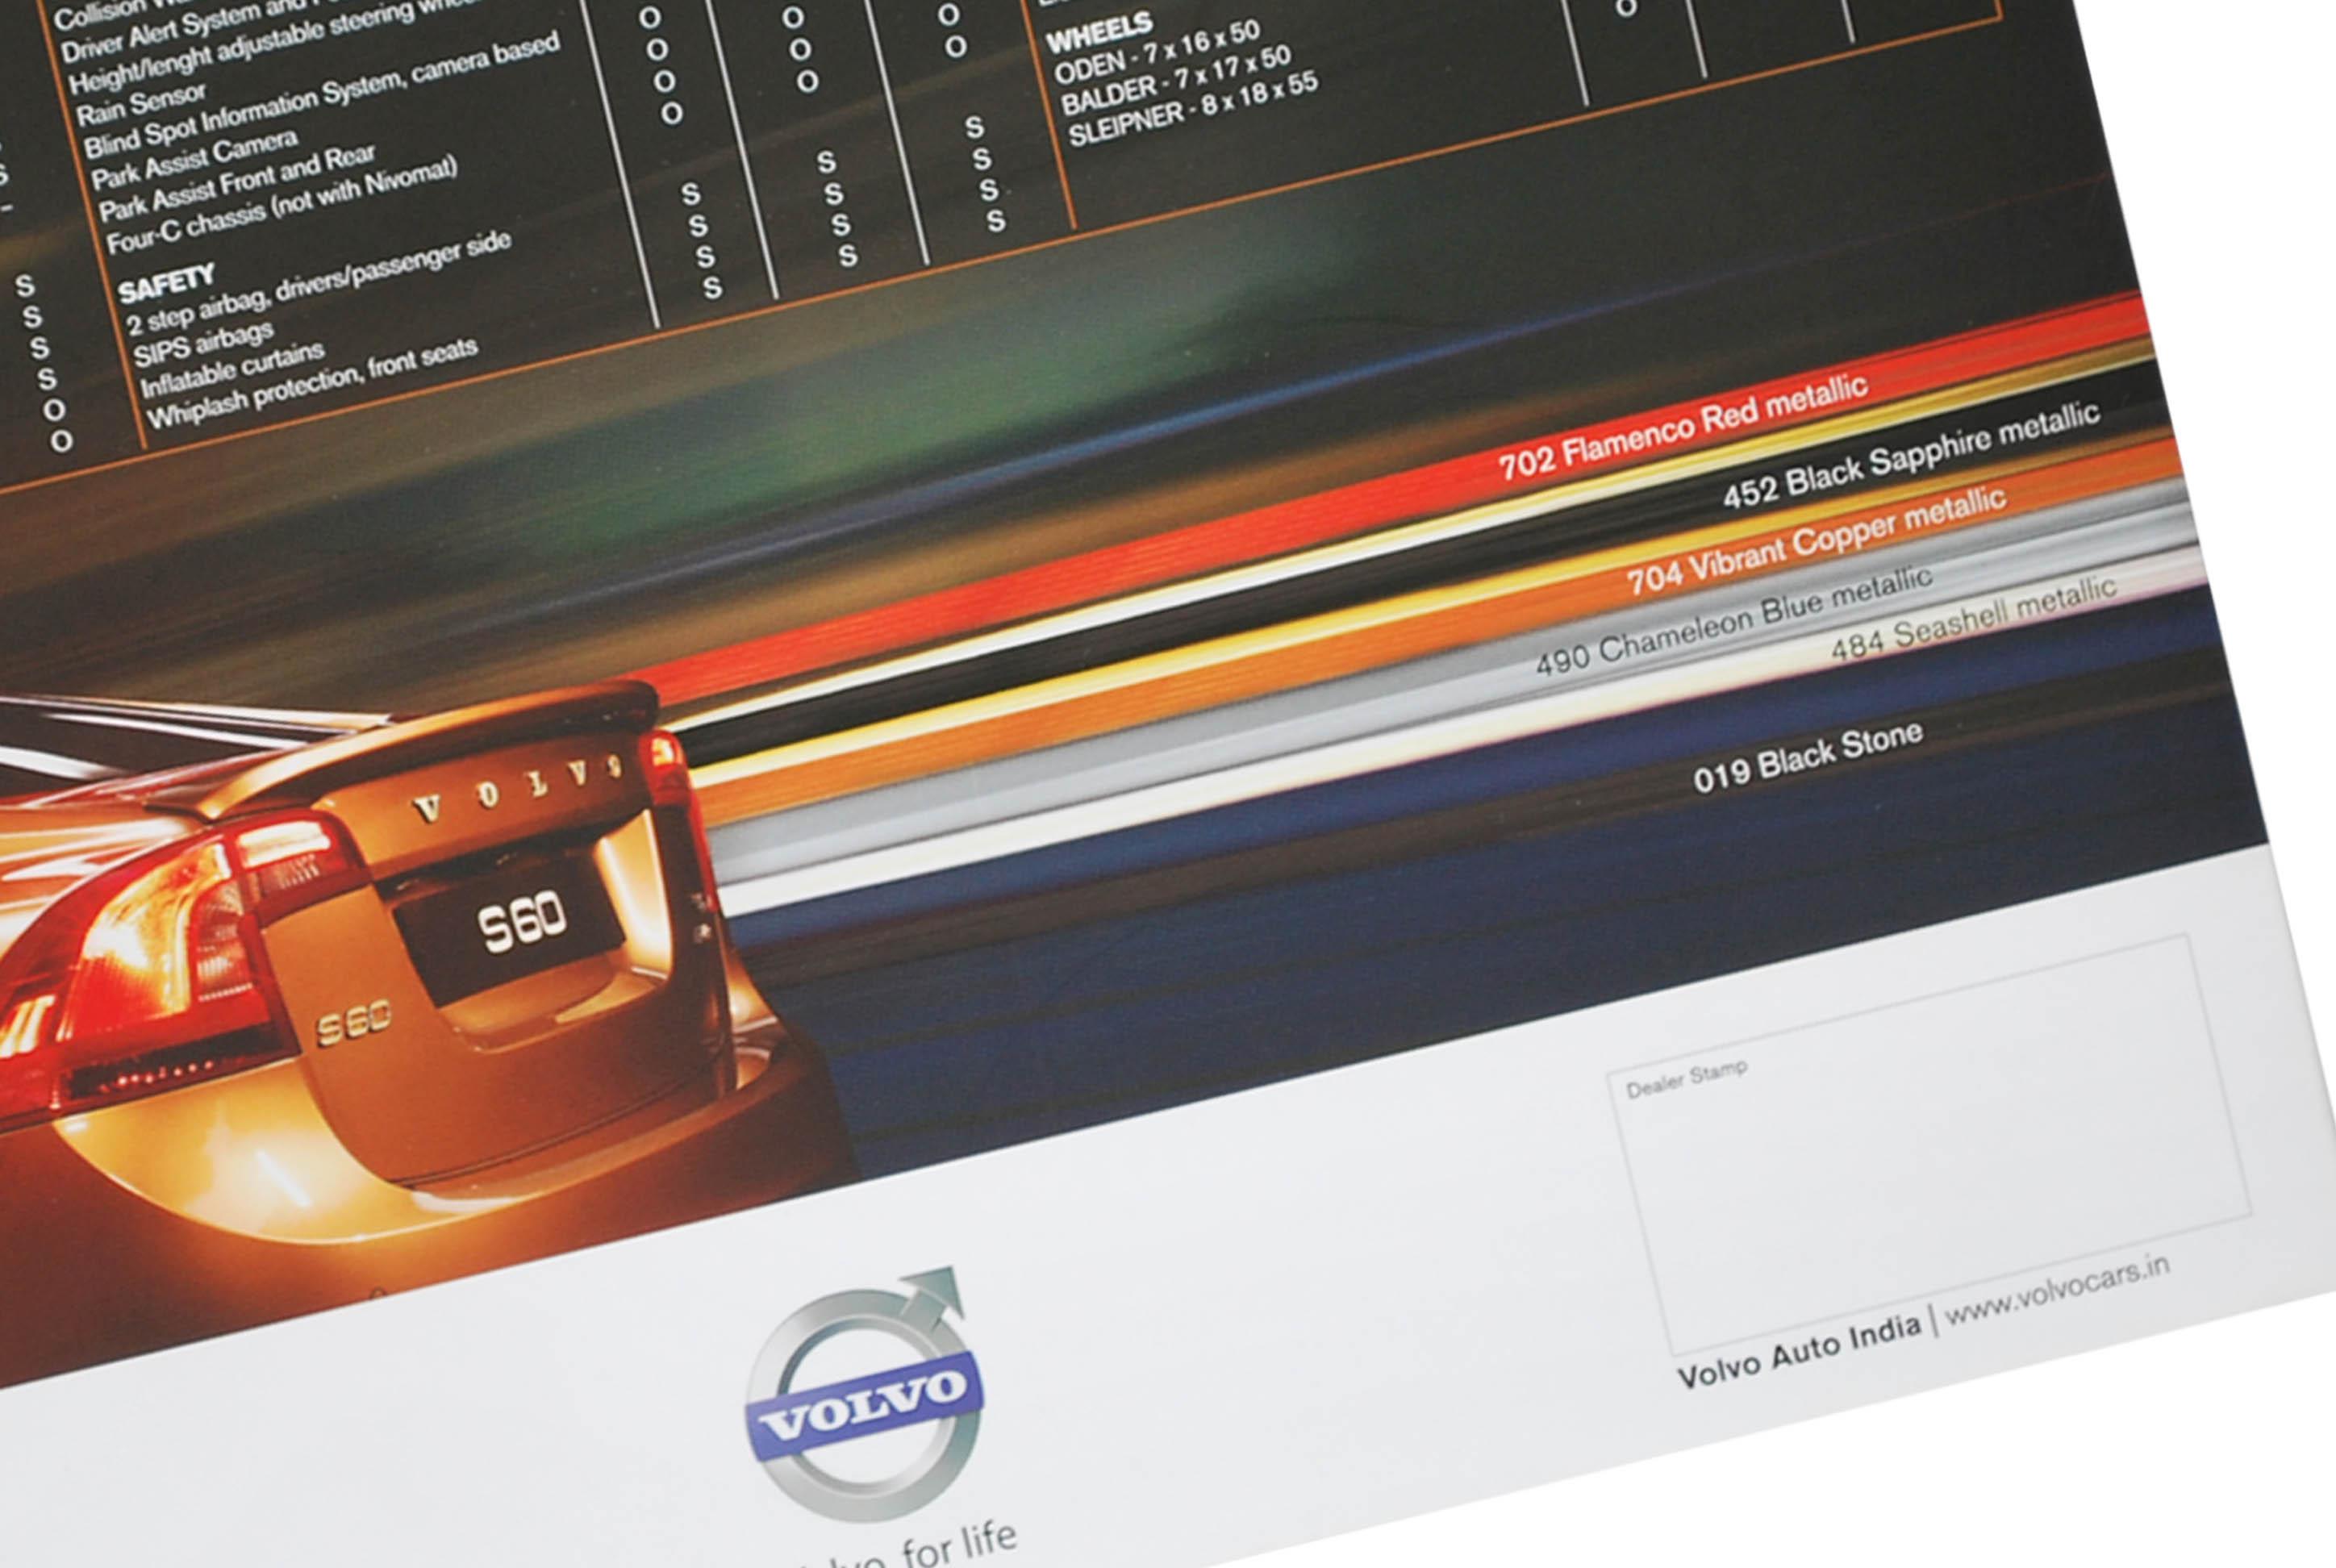 Collision
Driver Alert System and
Height/lenght adjustable steering
Rain Sensor
Blind Spot Information System, camera based
Park Assist Camera
Park Assist Front and Rear
Four-C chassis (not with Nivomat)
SAFETY
2 step airbag, drivers/passenger side
SIPS airbags
Inflatable curtains
Whiplash protection, front seats
S
S
S
S
O
O
O
O
O
O
S
S
S
S
O
O
O
S
S
S
S
O
O
S
S
S
S
WHEELS
ODEN - 7 x 16 x 50
BALDER - 7 x 17 x 50
SLEIPNER - 8 x 18 x 55
O
702 Flamenco Red metallic
452 Black Sapphire metallic
704 Vibrant Copper metallic
490 Chameleon Blue metallic
484 Seashell metallic
019 Black Stone
VOLVO
S60
S60
Dealer Stamp
Volvo Auto India | www.volvocars.in
VOLVO
for life